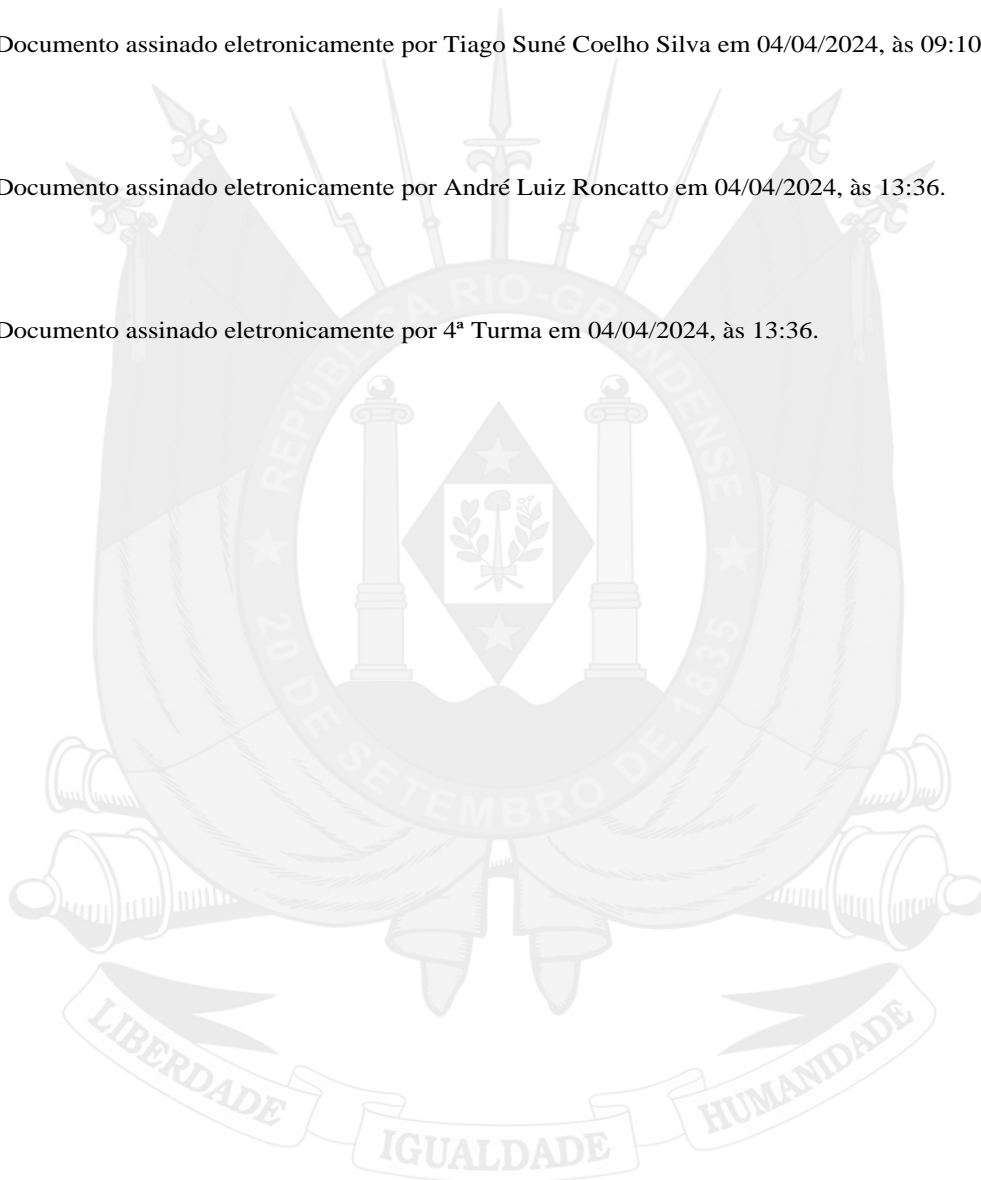 Documento assinado eletronicamente por Tiago Suné Coelho Silva em 04/04/2024, às 09:10
Documento assinado eletronicamente por André Luiz Roncatto em 04/04/2024, às 13:36.
Documento assinado eletronicamente por 4ª Turma em 04/04/2024, às 13:36.
REPÚBLICA RIO-GRANDENSE
20 DE SETEMBRO DE 1835
LIBERDADE
IGUALDADE
HUMANIDADE